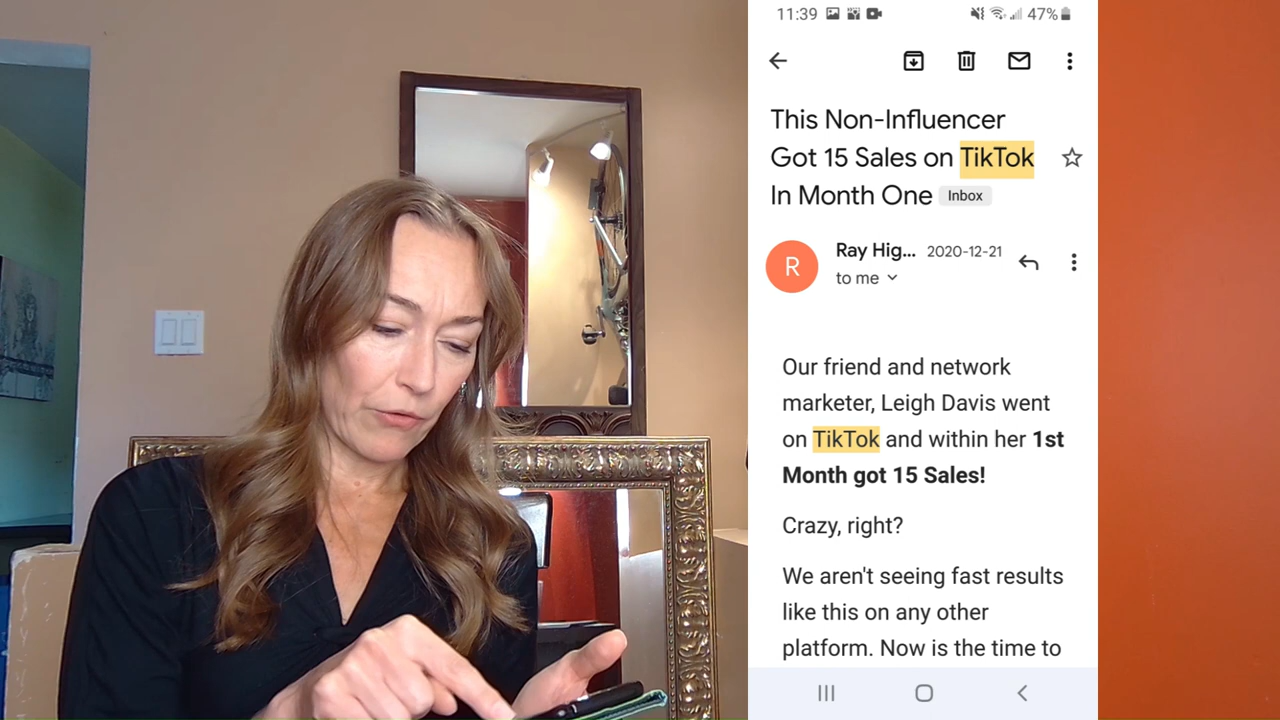 11:39 47%
This Non-Influencer
Got 15 Sales on TikTok
In Month One Inbox
R
Ray Hig... 2020-12-21
to me
Our friend and network
marketer, Leigh Davis went
on TikTok and within her 1st
Month got 15 Sales!
Crazy, right?
We aren't seeing fast results
like this on any other
platform. Now is the time to